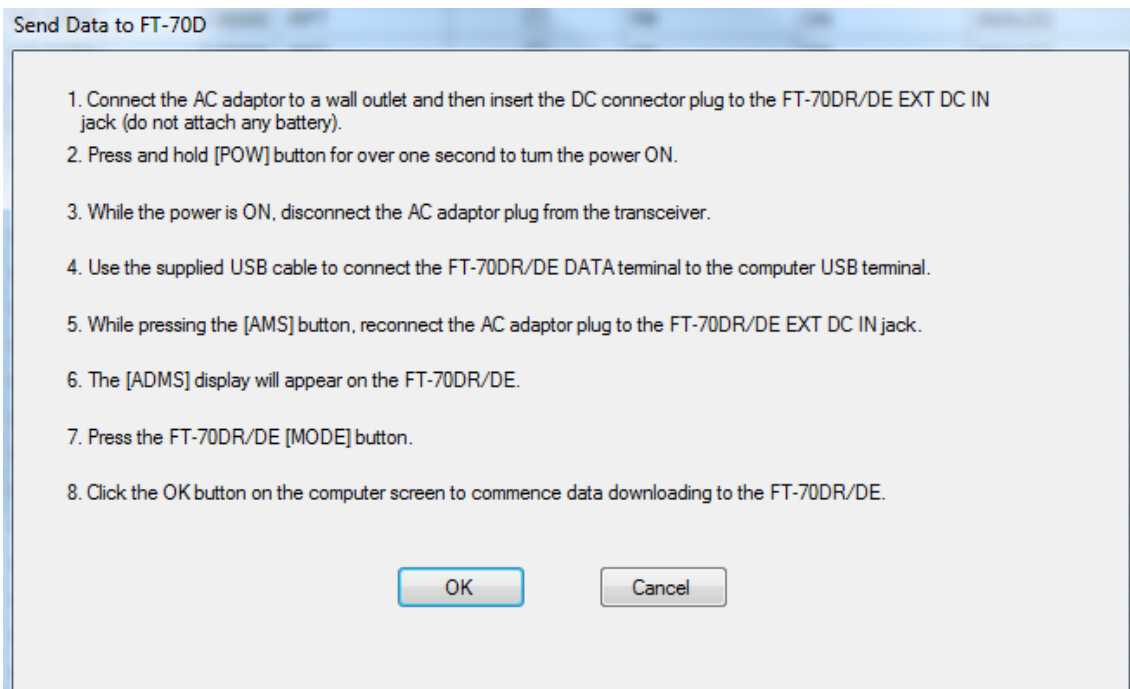 Send Data to FT-70D
1. Connect the AC adaptor to a wall outlet and then insert the DC connector plug to the FT-70DR/DE EXT DC IN
jack (do not attach any battery).
2. Press and hold [POW] button for over one second to turn the power ON.
3. While the power is ON, disconnect the AC adaptor plug from the transceiver.
4. Use the supplied USB cable to connect the FT-70DR/DE DATA terminal to the computer USB terminal.
5. While pressing the [AMS] button, reconnect the AC adaptor plug to the FT-70DR/DE EXT DC IN jack.
6. The [ADMS] display will appear on the FT-70DR/DE.
7. Press the FT-70DR/DE [MODE] button.
8. Click the OK button on the computer screen to commence data downloading to the FT-70DR/DE.
OK Cancel